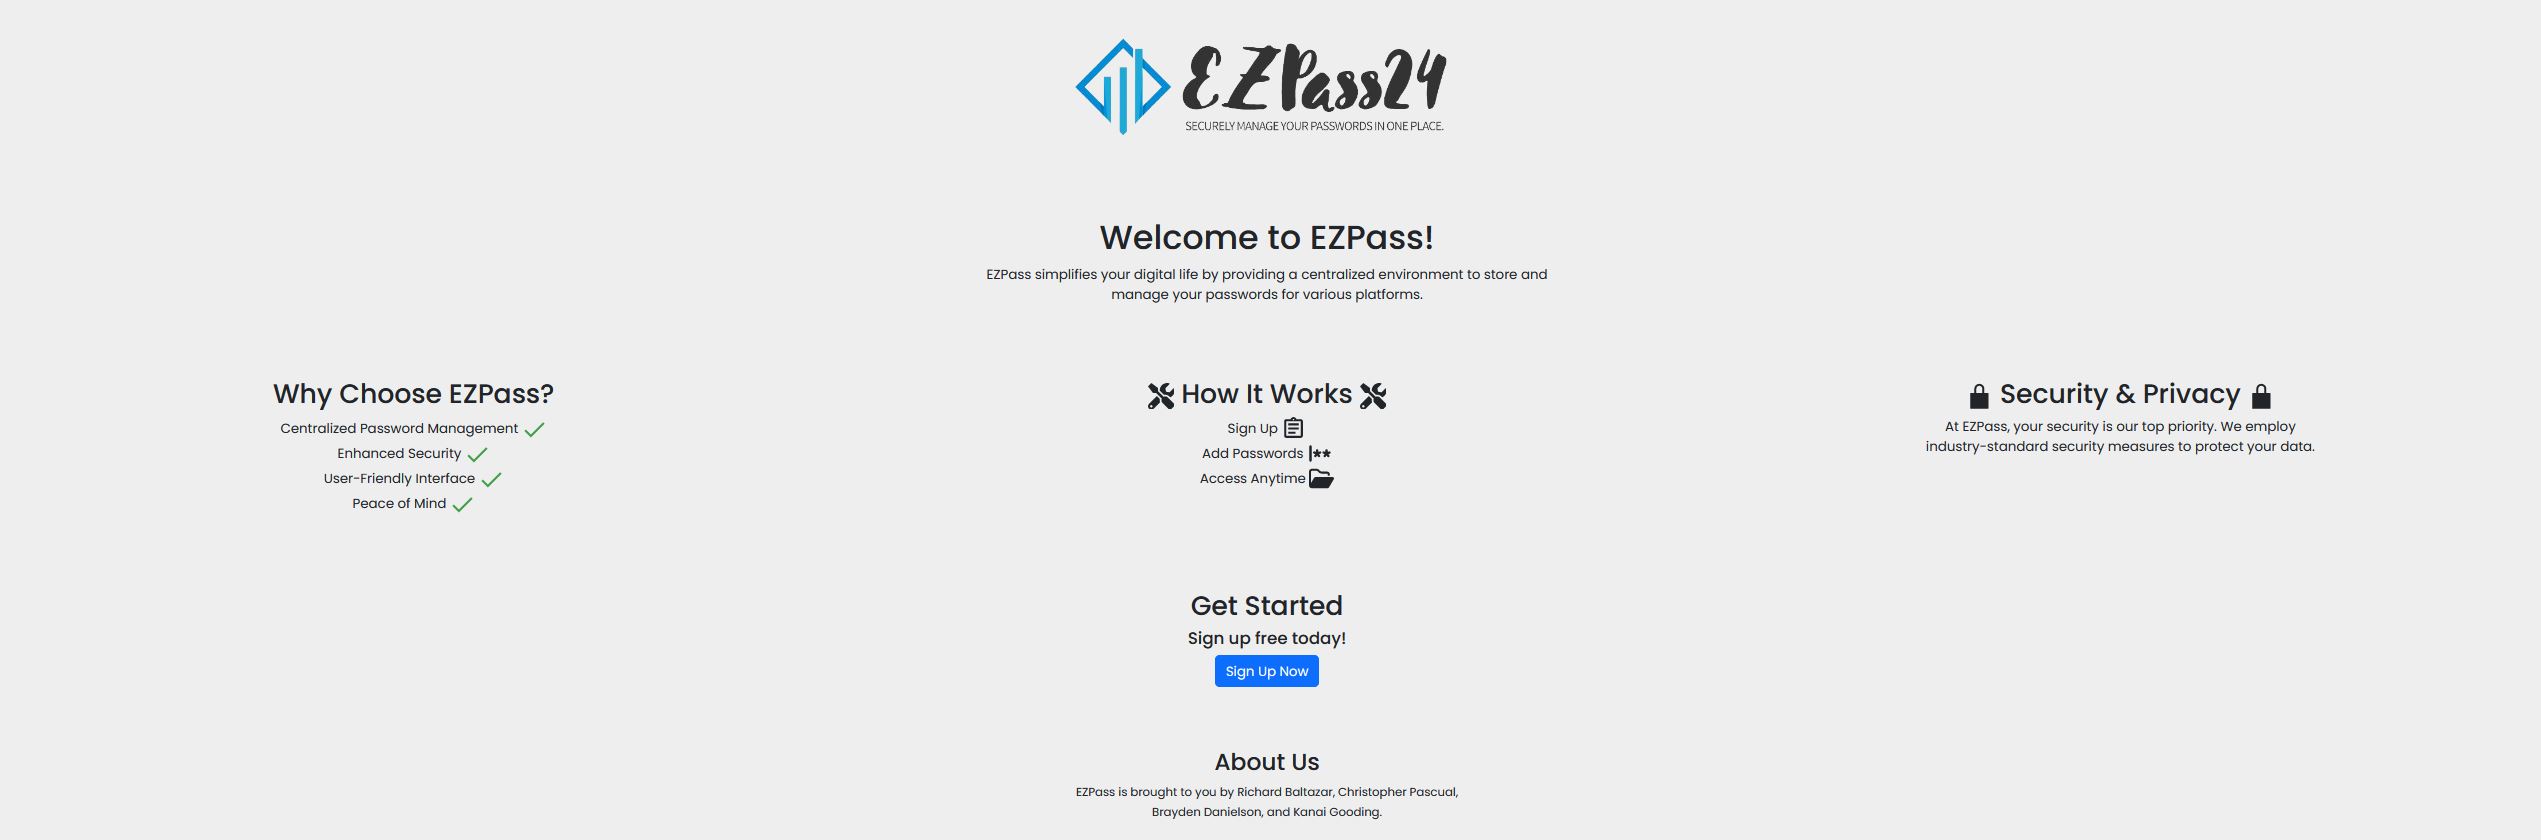 EZPass24
SECURELY MANAGE YOUR PASSWORDS IN ONE PLACE.
Welcome to EZPass!
EZPass simplifies your digital life by providing a centralized environment to store and
manage your passwords for various platforms.
Why Choose EZPass?
Centralized Password Management
Enhanced Security
User-Friendly Interface
Peace of Mind
How It Works
Sign Up
Add Passwords |**
Access Anytime
Security & Privacy
At EZPass, your security is our top priority. We employ
industry-standard security measures to protect your data.
Get Started
Sign up free today!
Sign Up Now
About Us
EZPass is brought to you by Richard Baltazar, Christopher Pascual,
Brayden Danielson, and Kanai Gooding.